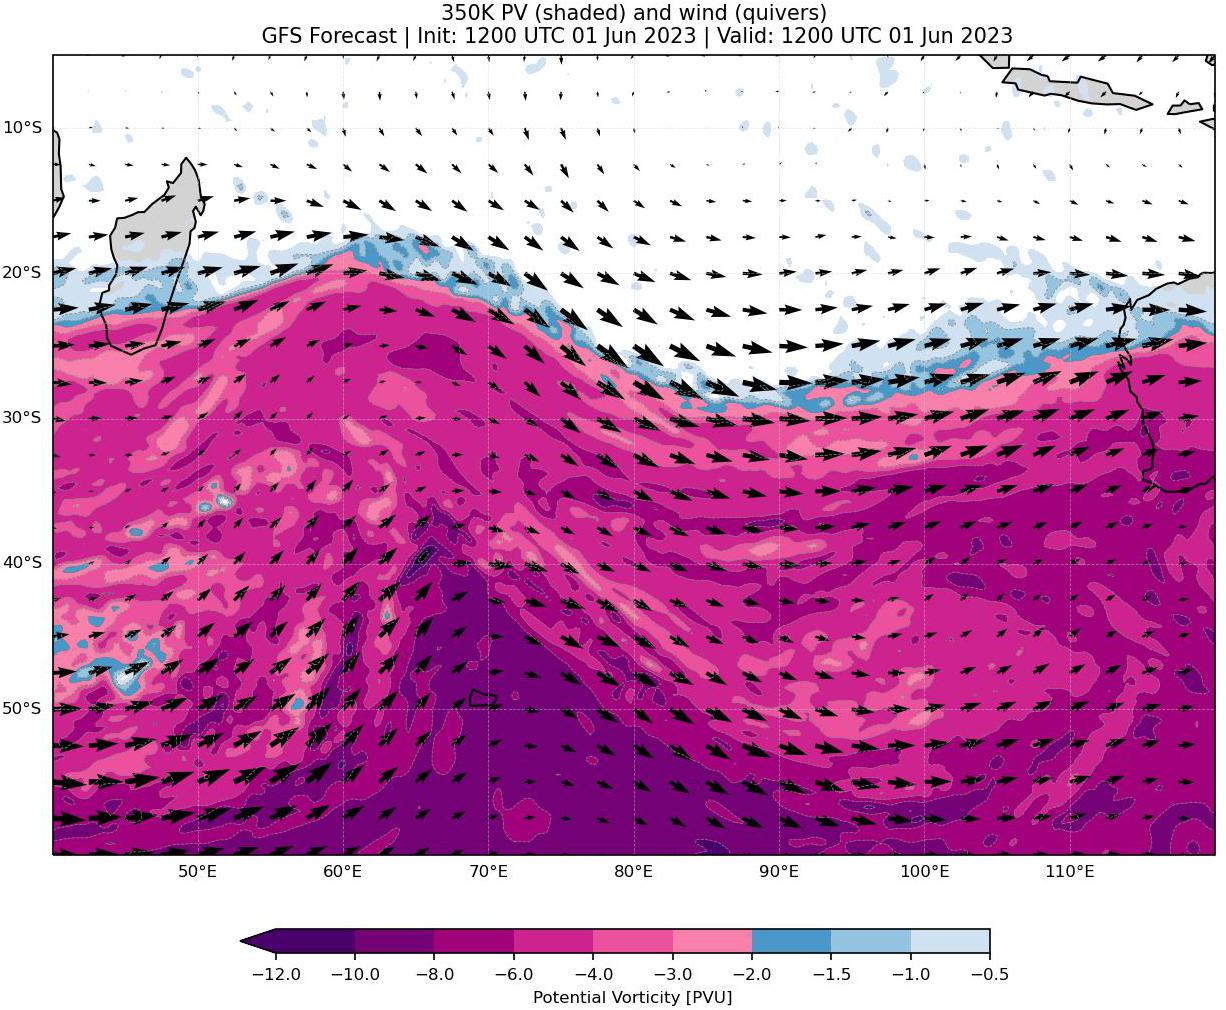 350K PV (shaded) and wind (quivers)
GFS Forecast | Init: 1200 UTC 01 Jun 2023 | Valid: 1200 UTC 01 Jun 2023
10°S
20°S
30°S
40°S
50°S
50°E 60°E 70°E 80°E 90°E 100°E 110°E
−12.0 −10.0 −8.0 −6.0 −4.0 −3.0 −2.0 −1.5 −1.0 −0.5
Potential Vorticity [PVU]